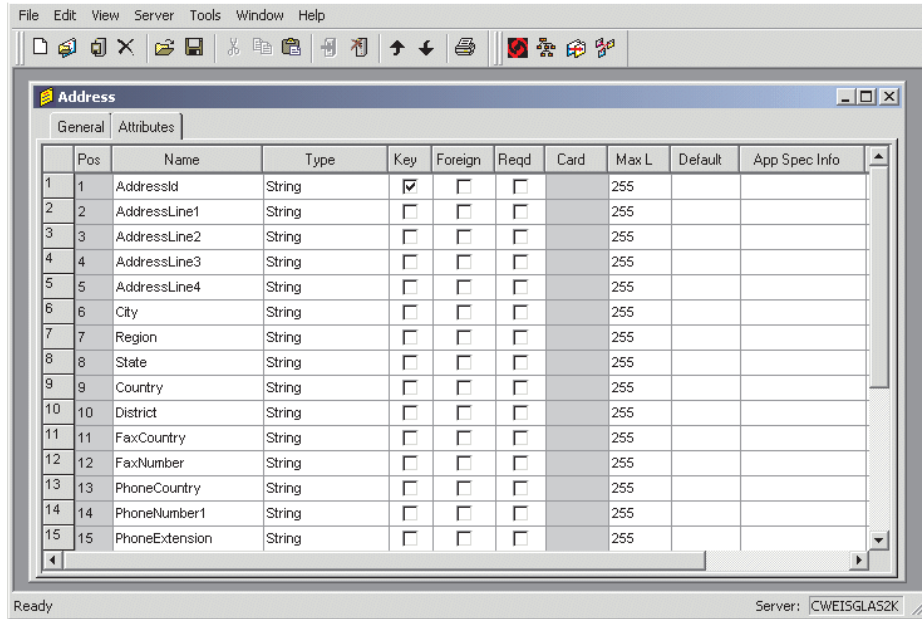 File Edit View Server Tools Window Help
Address
General Attributes
Pos Name Type Key Foreign Reqd Card Max L Default App Spec Info
1 1 AddressId String 255
2 2 AddressLine1 String 255
3 3 AddressLine2 String 255
4 4 AddressLine3 String 255
5 5 AddressLine4 String 255
6 6 City String 255
7 7 Region String 255
8 8 State String 255
9 9 Country String 255
10 10 District String 255
11 11 FaxCountry String 255
12 12 FaxNumber String 255
13 13 PhoneCountry String 255
14 14 PhoneNumber1 String 255
15 15 PhoneExtension String 255
Ready Server: CWEISGLAS2K